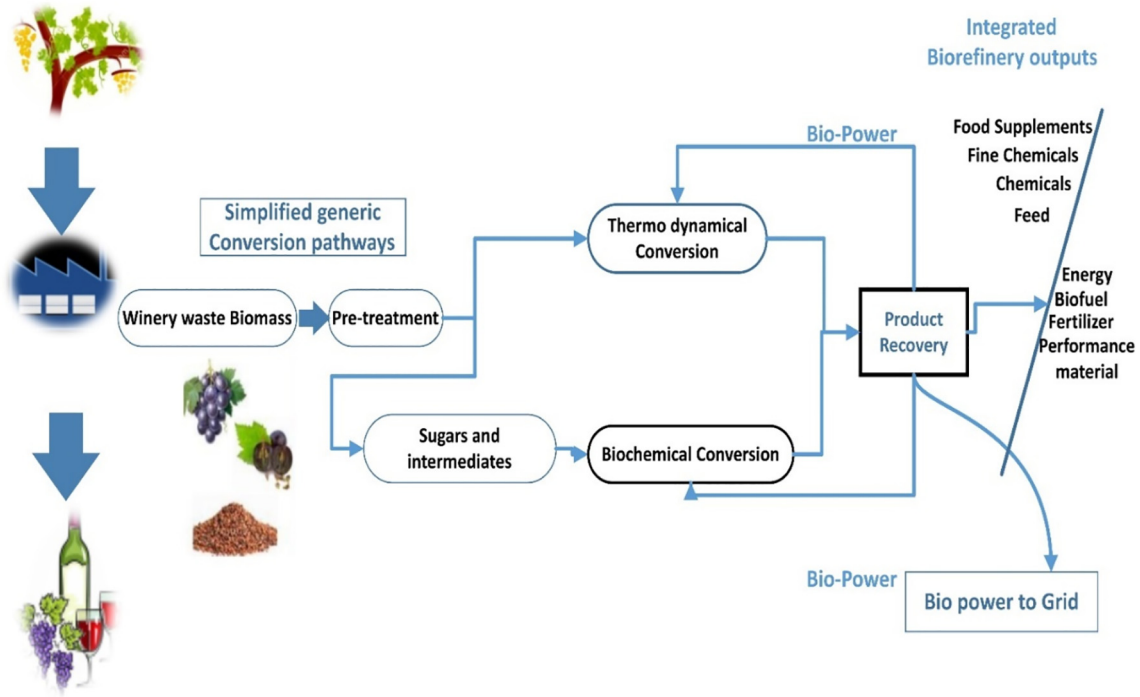 Integrated
Biorefinery outputs
Bio-Power
Food Supplements
Fine Chemicals
Chemicals
Feed
Simplified generic
Conversion pathways
Thermo dynamical
Conversion
Winery waste Biomass
Pre-treatment
Product
Recovery
Energy
Biofuel
Fertilizer
Performance
material
Sugars and
intermediates
Biochemical Conversion
Bio-Power
Bio power to Grid